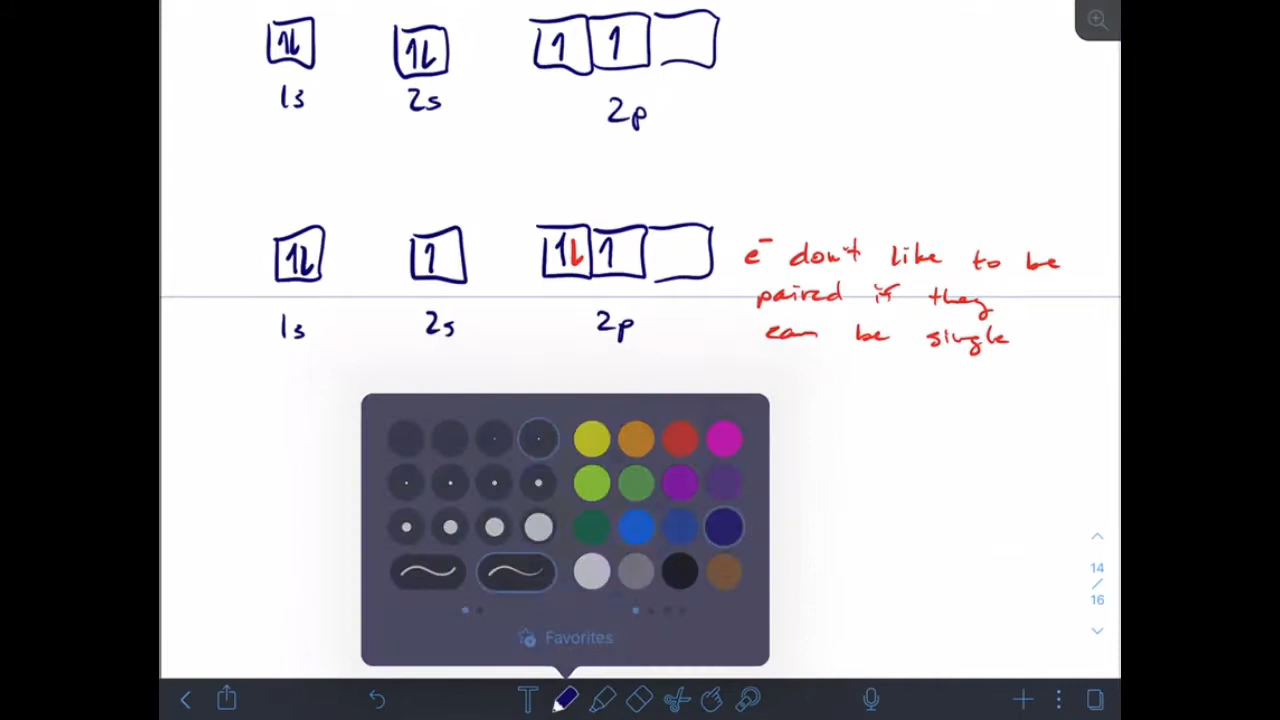 1s 2s 2p
1s 2s 2p
e⁻ don't like to be
paired if they
can be single
14
/
16
Favorites
T